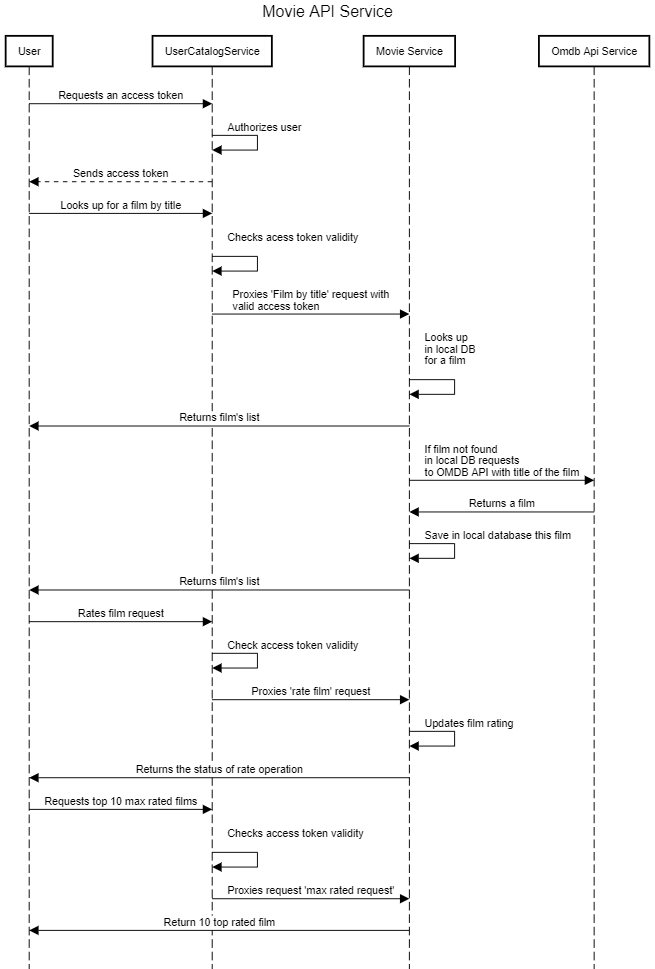 Movie API Service
User
UserCatalogService
Movie Service
Omdb Api Service
Requests an access token
Authorizes user
Sends access token
Looks up for a film by title
Checks acess token validity
Proxies 'Film by title' request with
valid access token
Looks up
in local DB
for a film
Returns film's list
If film not found
in local DB requests
to OMDB API with title of the film
Returns a film
Save in local database this film
Returns film's list
Rates film request
Check access token validity
Proxies 'rate film' request
Updates film rating
Returns the status of rate operation
Requests top 10 max rated films
Checks access token validity
Proxies request 'max rated request'
Return 10 top rated film